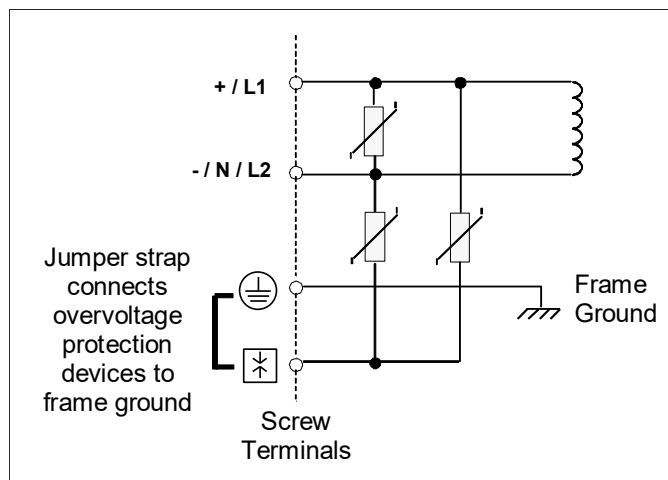 + / L1
- / N / L2
Jumper strap
connects
overvoltage
protection
devices to
frame ground
Frame
Ground
Screw
Terminals